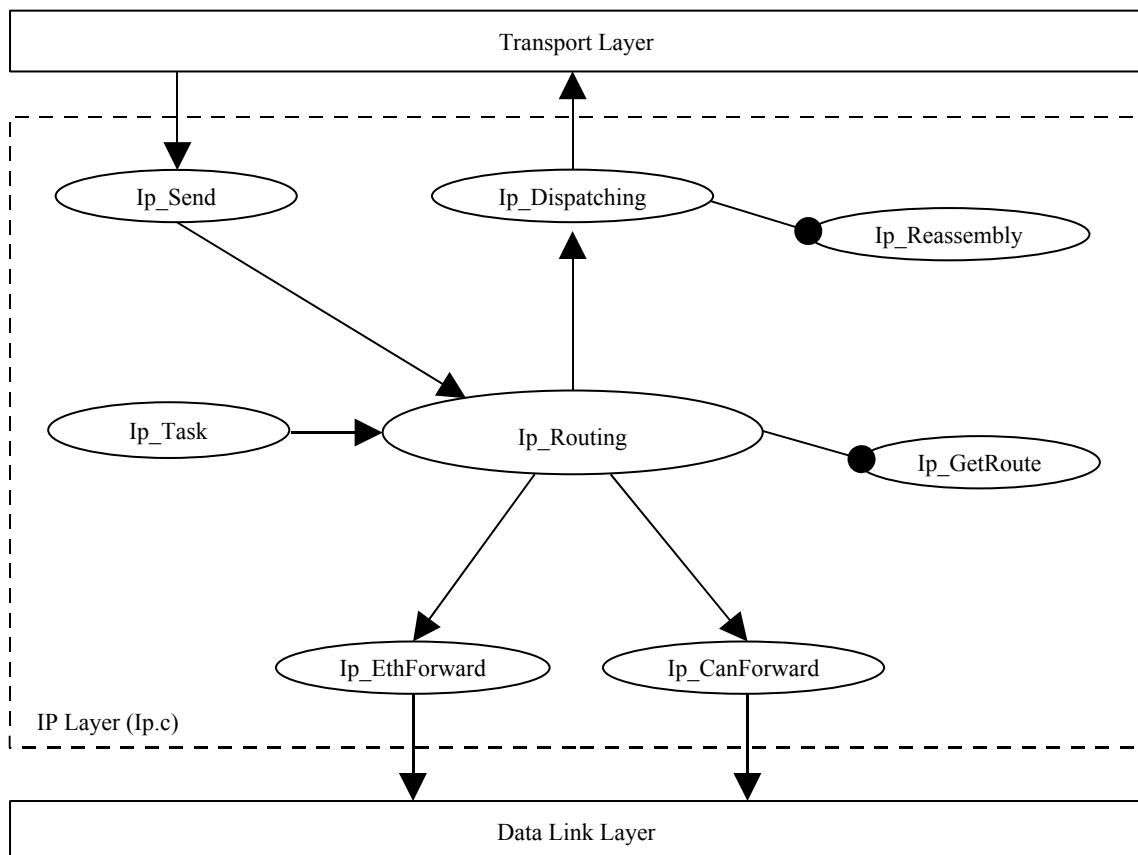 Transport Layer
Ip_Send
Ip_Dispatching
Ip_Reassembly
Ip_Task
Ip_Routing
Ip_GetRoute
Ip_EthForward
Ip_CanForward
IP Layer (Ip.c)
Data Link Layer